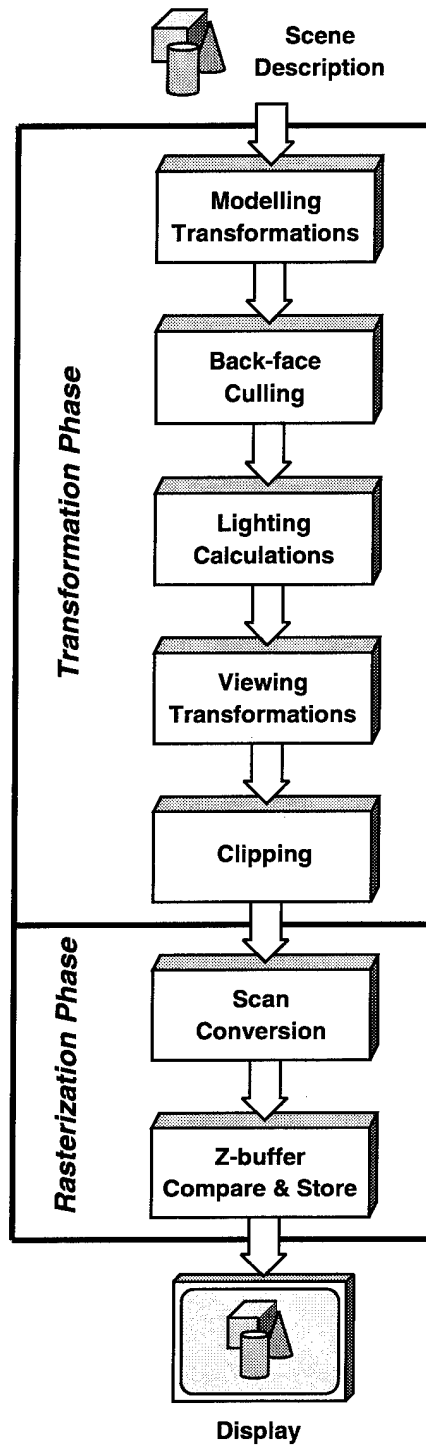 Scene
Description
Transformation Phase
Modelling
Transformations
Back-face
Culling
Lighting
Calculations
Viewing
Transformations
Clipping
Rasterization Phase
Scan
Conversion
Z-buffer
Compare & Store
Display